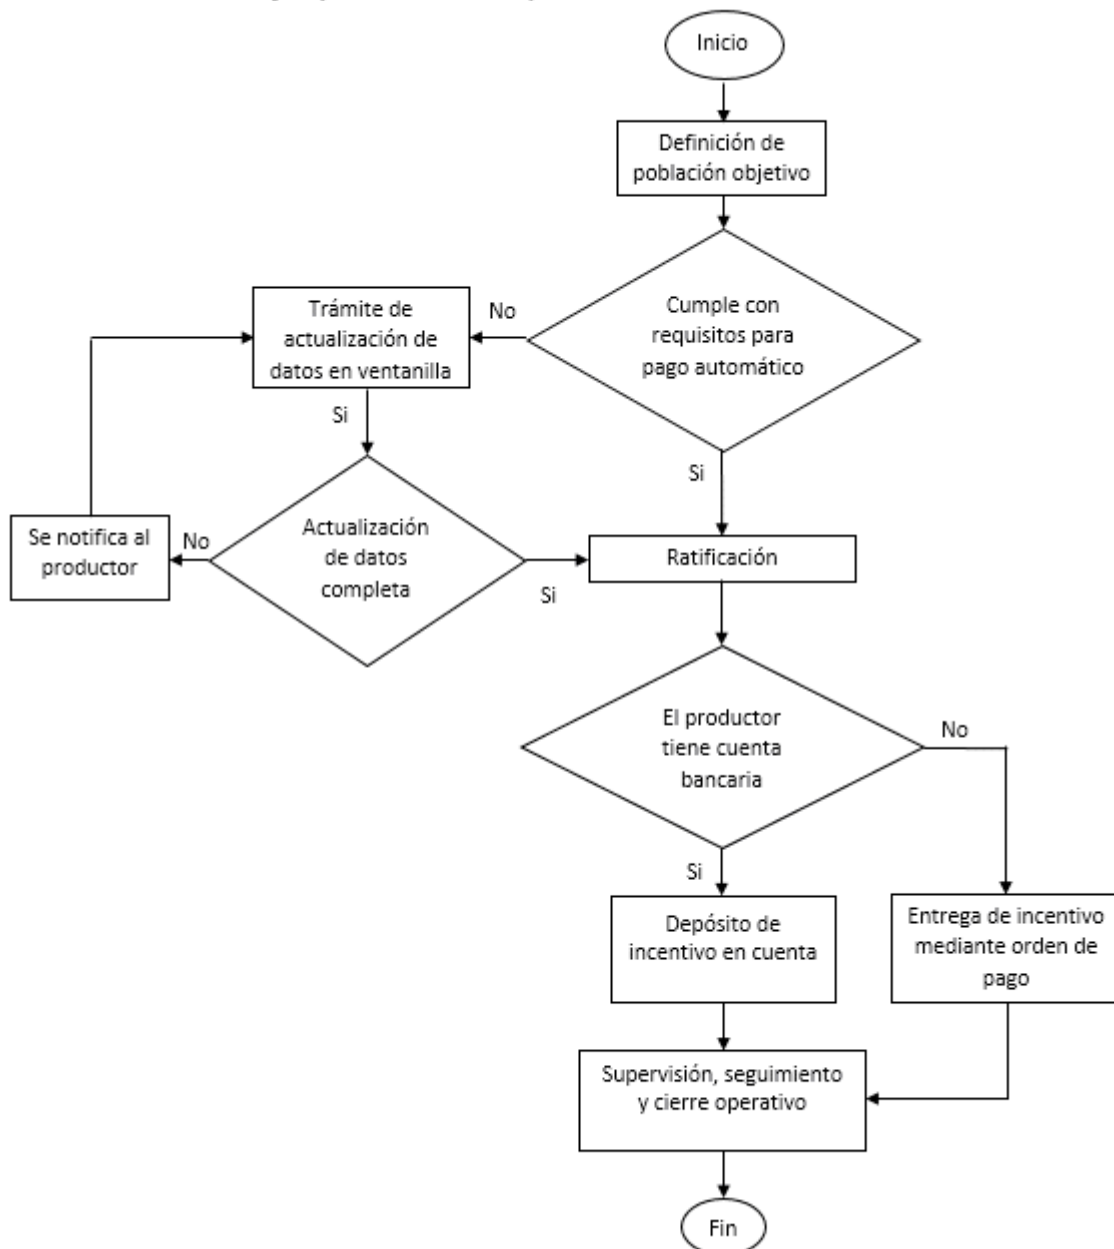 Inicio
Definición de
población objetivo
Cumple con
requisitos para
pago automático
No
Trámite de
actualización de
datos en ventanilla
Si
Si
Actualización
de datos
completa
No
Se notifica al
productor
Si
Ratificación
El productor
tiene cuenta
bancaria
No
Si
Depósito de
incentivo en cuenta
Entrega de incentivo
mediante orden de
pago
Supervisión, seguimiento
y cierre operativo
Fin